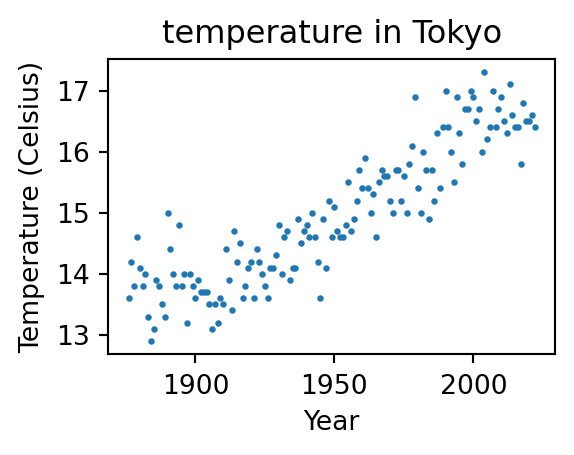 temperature in Tokyo
Temperature (Celsius)
17
16
15
14
13
1900 1950 2000
Year